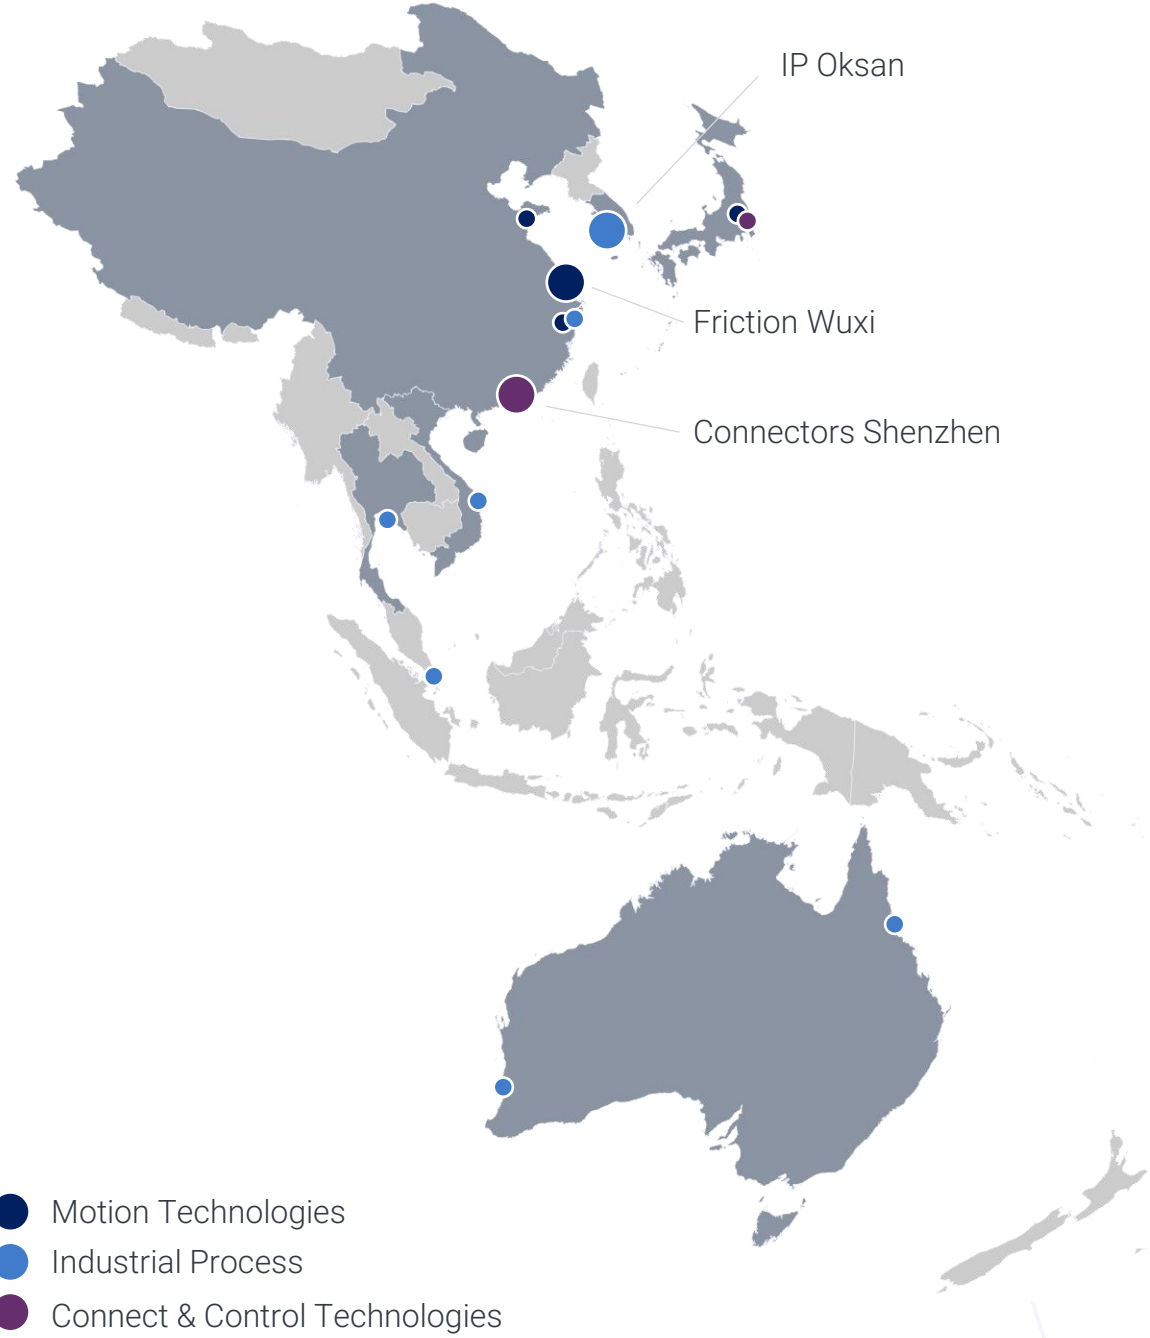 IP Oksan
Friction Wuxi
Connectors Shenzhen
Motion Technologies
Industrial Process
Connect & Control Technologies